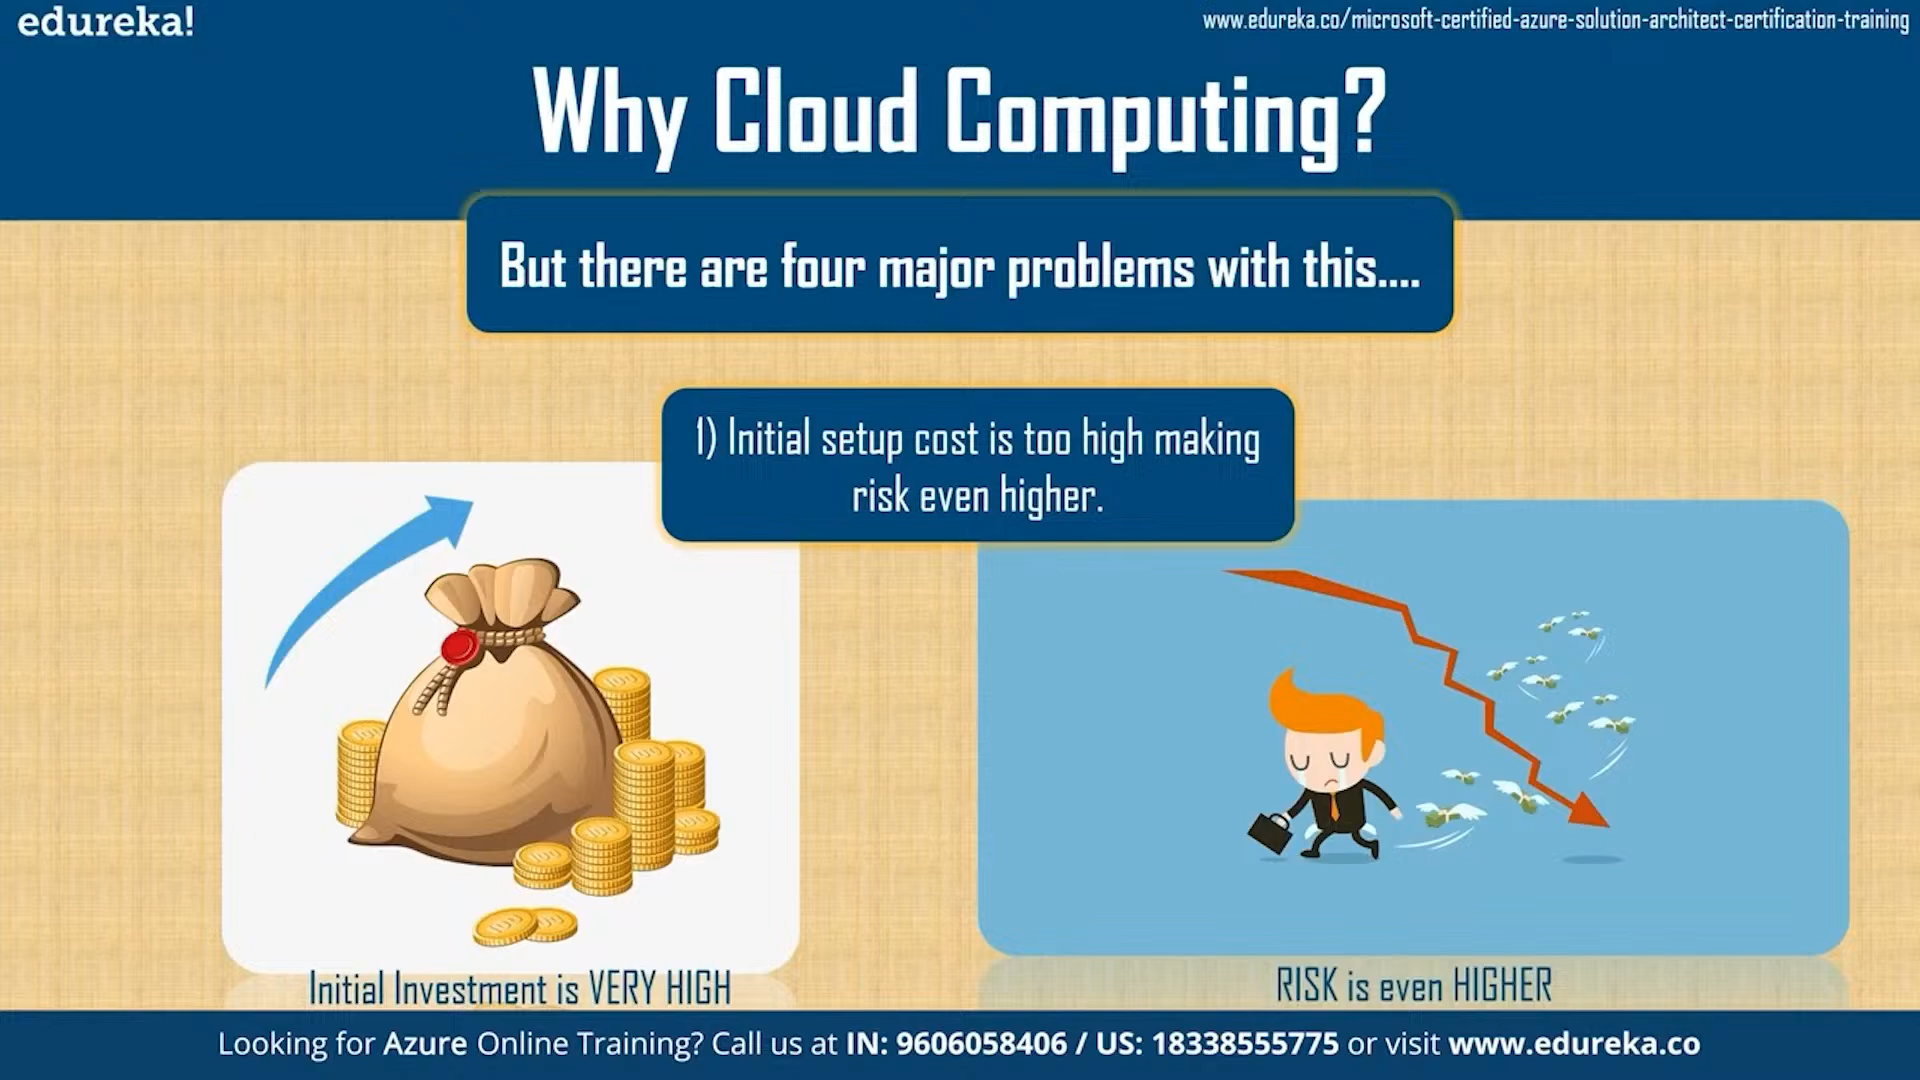 edureka!
www.edureka.co/microsoft-certified-azure-solution-architect-certification-training
Why Cloud Computing?
But there are four major problems with this....
1) Initial setup cost is too high making
risk even higher.
Initial Investment is VERY HIGH
RISK is even HIGHER
Looking for Azure Online Training? Call us at IN: 9606058406 / US: 18338555775 or visit www.edureka.co